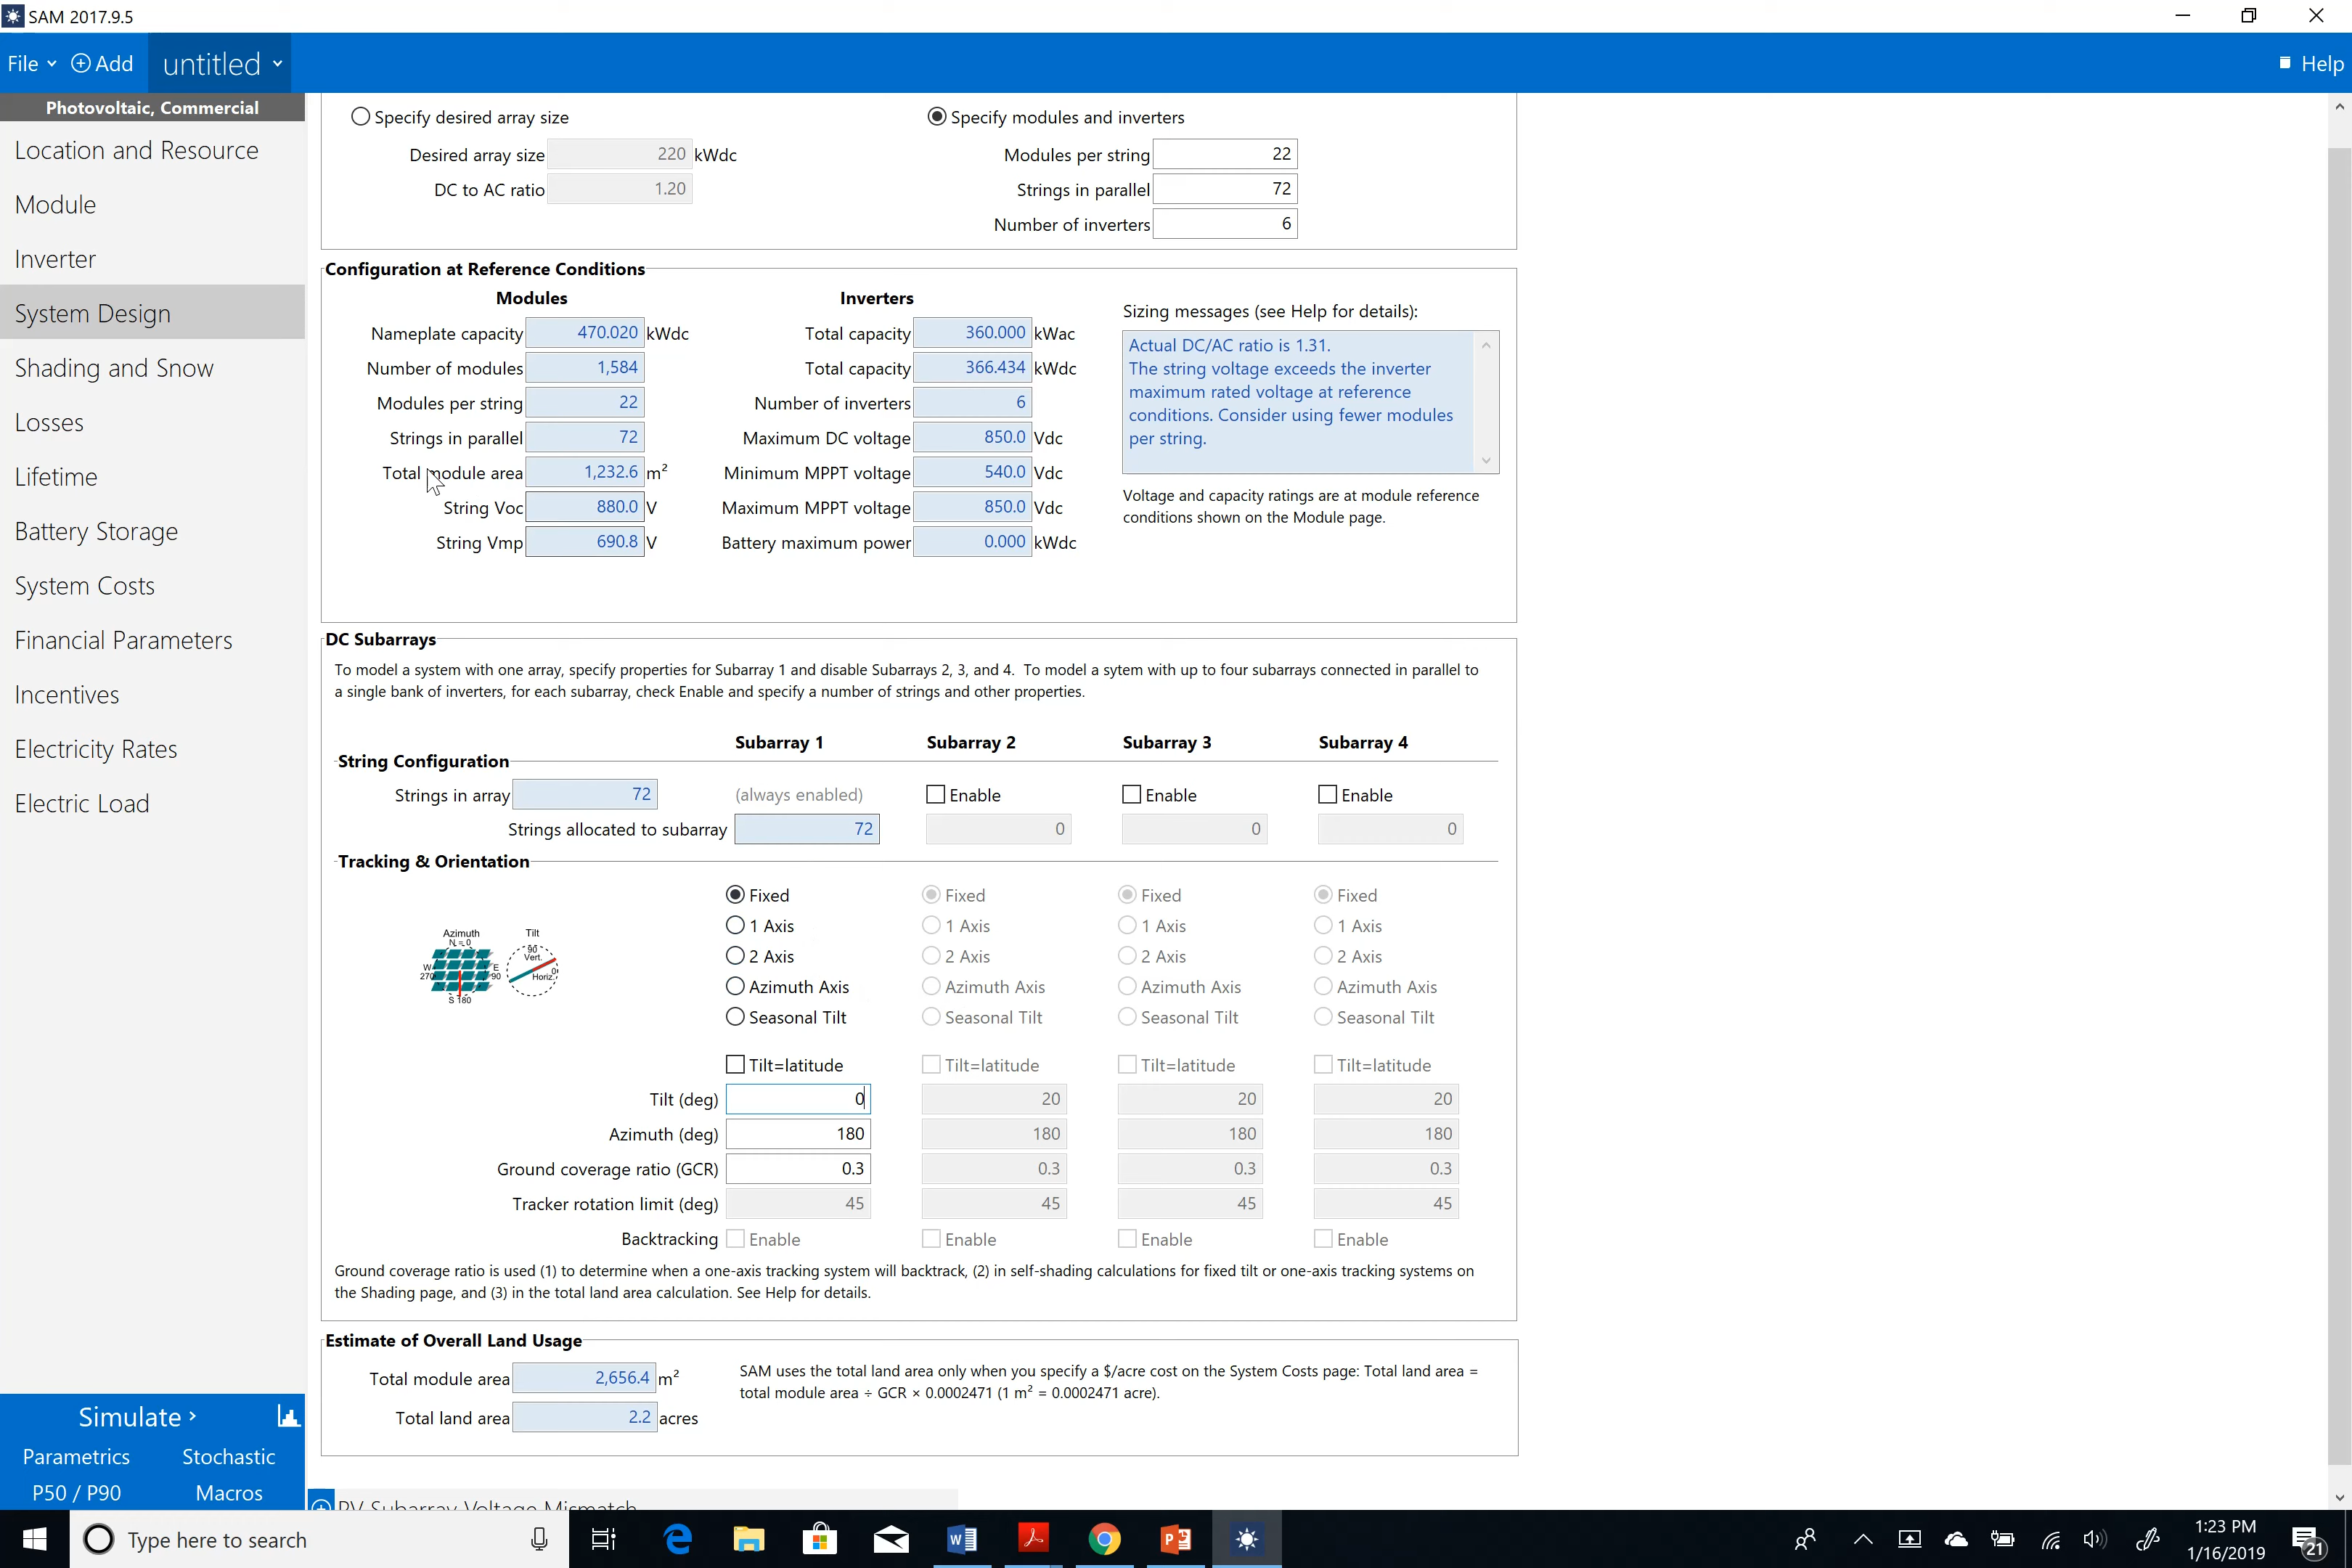 SAM 2017.9.5
File
Add
untitled
Help
Photovoltaic, Commercial
Location and Resource
Module
Inverter
System Design
Shading and Snow
Losses
Lifetime
Battery Storage
System Costs
Financial Parameters
Incentives
Electricity Rates
Electric Load
Simulate >
Parametrics Stochastic
P50 / P90 Macros
Specify desired array size
Desired array size 220 kWdc
DC to AC ratio 1.20
Specify modules and inverters
Modules per string 22
Strings in parallel 72
Number of inverters 6
Configuration at Reference Conditions
Modules
Nameplate capacity 470.020 kWdc
Number of modules 1,584
Modules per string 22
Strings in parallel 72
Total module area 1,232.6 m²
String Voc 880.0 V
String Vmp 690.8 V
Inverters
Total capacity 360.000 kWac
Total capacity 366.434 kWdc
Number of inverters 6
Maximum DC voltage 850.0 Vdc
Minimum MPPT voltage 540.0 Vdc
Maximum MPPT voltage 850.0 Vdc
Battery maximum power 0.000 kWdc
Sizing messages (see Help for details):
Actual DC/AC ratio is 1.31.
The string voltage exceeds the inverter
maximum rated voltage at reference
conditions. Consider using fewer modules
per string.
Voltage and capacity ratings are at module reference
conditions shown on the Module page.
DC Subarrays
To model a system with one array, specify properties for Subarray 1 and disable Subarrays 2, 3, and 4. To model a sytem with up to four subarrays connected in parallel to
a single bank of inverters, for each subarray, check Enable and specify a number of strings and other properties.
Subarray 1 Subarray 2 Subarray 3 Subarray 4
String Configuration
Strings in array 72 (always enabled) Enable Enable Enable
Strings allocated to subarray 72 0 0 0
Tracking & Orientation
Fixed Fixed Fixed Fixed
1 Axis 1 Axis 1 Axis 1 Axis
2 Axis 2 Axis 2 Axis 2 Axis
Azimuth Axis Azimuth Axis Azimuth Axis Azimuth Axis
Seasonal Tilt Seasonal Tilt Seasonal Tilt Seasonal Tilt
Azimuth
N = 0
W
270
E
90
S 180
Tilt
90
Vert.
0
Horiz.
Tilt=latitude Tilt=latitude Tilt=latitude Tilt=latitude
Tilt (deg) 0 20 20 20
Azimuth (deg) 180 180 180 180
Ground coverage ratio (GCR) 0.3 0.3 0.3 0.3
Tracker rotation limit (deg) 45 45 45 45
Backtracking Enable Enable Enable Enable
Ground coverage ratio is used (1) to determine when a one-axis tracking system will backtrack, (2) in self-shading calculations for fixed tilt or one-axis tracking systems on
the Shading page, and (3) in the total land area calculation. See Help for details.
Estimate of Overall Land Usage
Total module area 2,656.4 m²
Total land area 2.2 acres
SAM uses the total land area only when you specify a $/acre cost on the System Costs page: Total land area =
total module area ÷ GCR × 0.0002471 (1 m² = 0.0002471 acre).
PV Subarray Voltage Mismatch
Type here to search
1:23 PM
1/16/2019
21